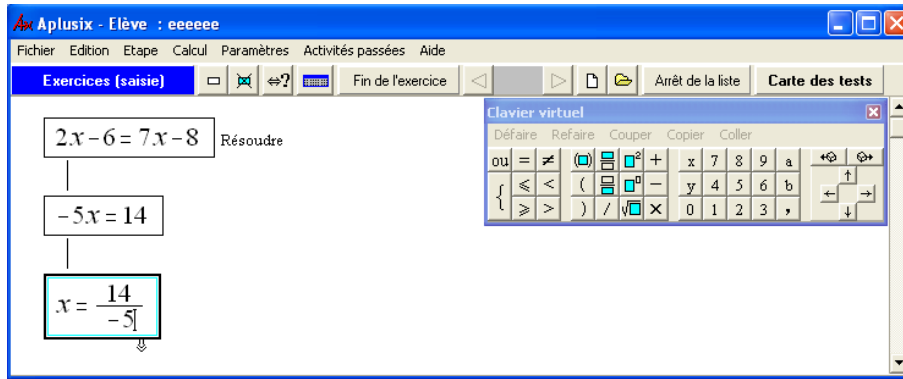 Aplusix - Elève : eeeeee
Fichier Edition Etape Calcul Paramètres Activités passées Aide
Exercices (saisie) ⇔? Fin de l'exercice Arrêt de la liste Carte des tests
2x − 6 = 7x − 8 Résoudre
−5x = 14
x = 14/−5
Clavier virtuel
Défaire Refaire Couper Copier Coller
ou = ≠ (□) □² + x 7 8 9 a
{ ⩽ < ( □⁰ − y 4 5 6 b
⩾ > ) / √□ × 0 1 2 3 ,